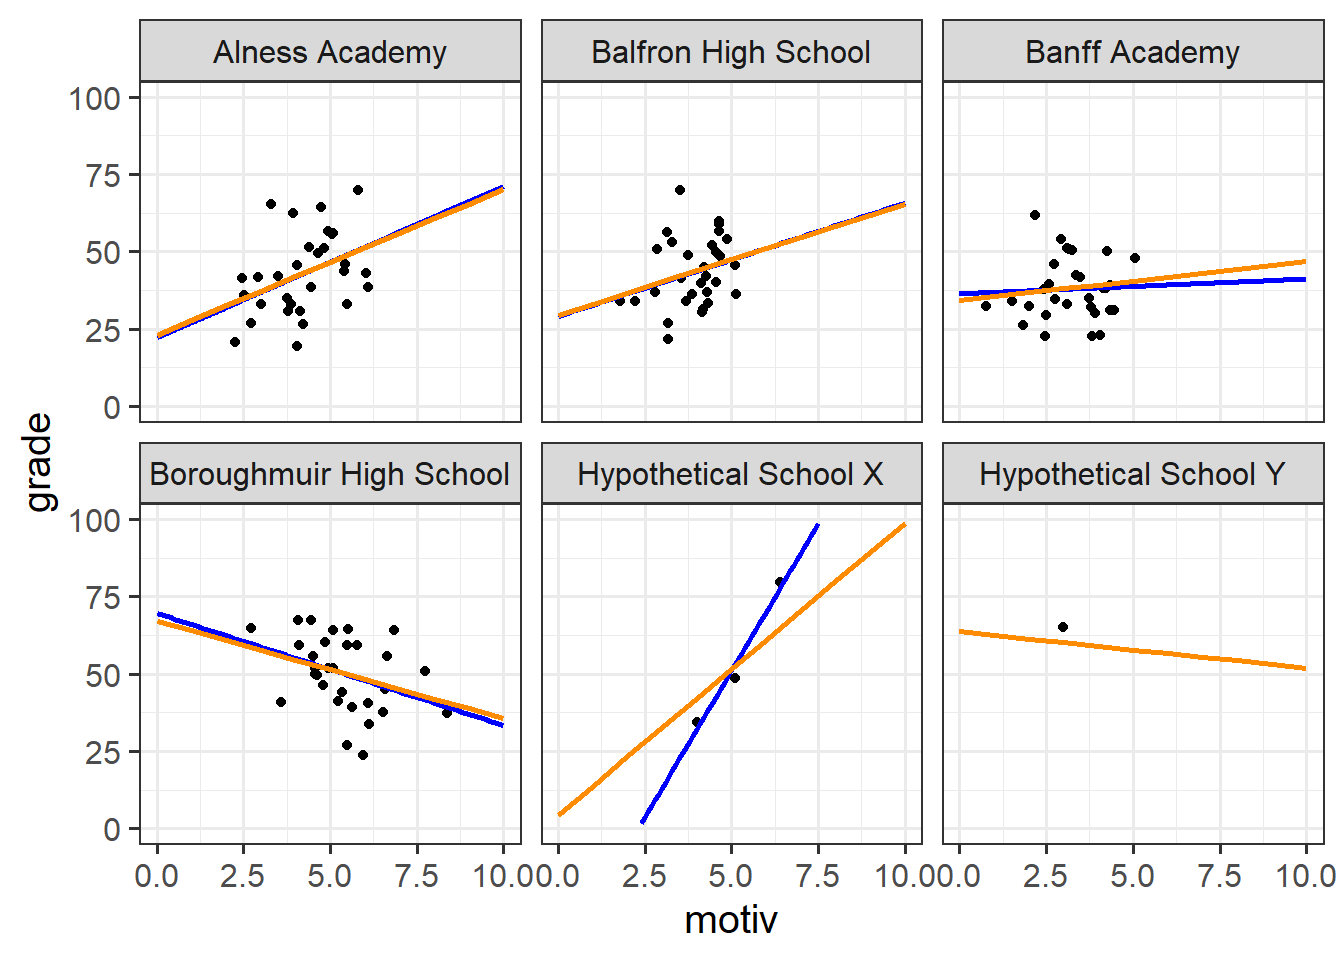 Alness Academy
Balfron High School
Banff Academy
100
75
50
25
0
grade
Boroughmuir High School
Hypothetical School X
Hypothetical School Y
100
75
50
25
0
0.0 2.5 5.0 7.5 10.0
0.0 2.5 5.0 7.5 10.0
0.0 2.5 5.0 7.5 10.0
motiv